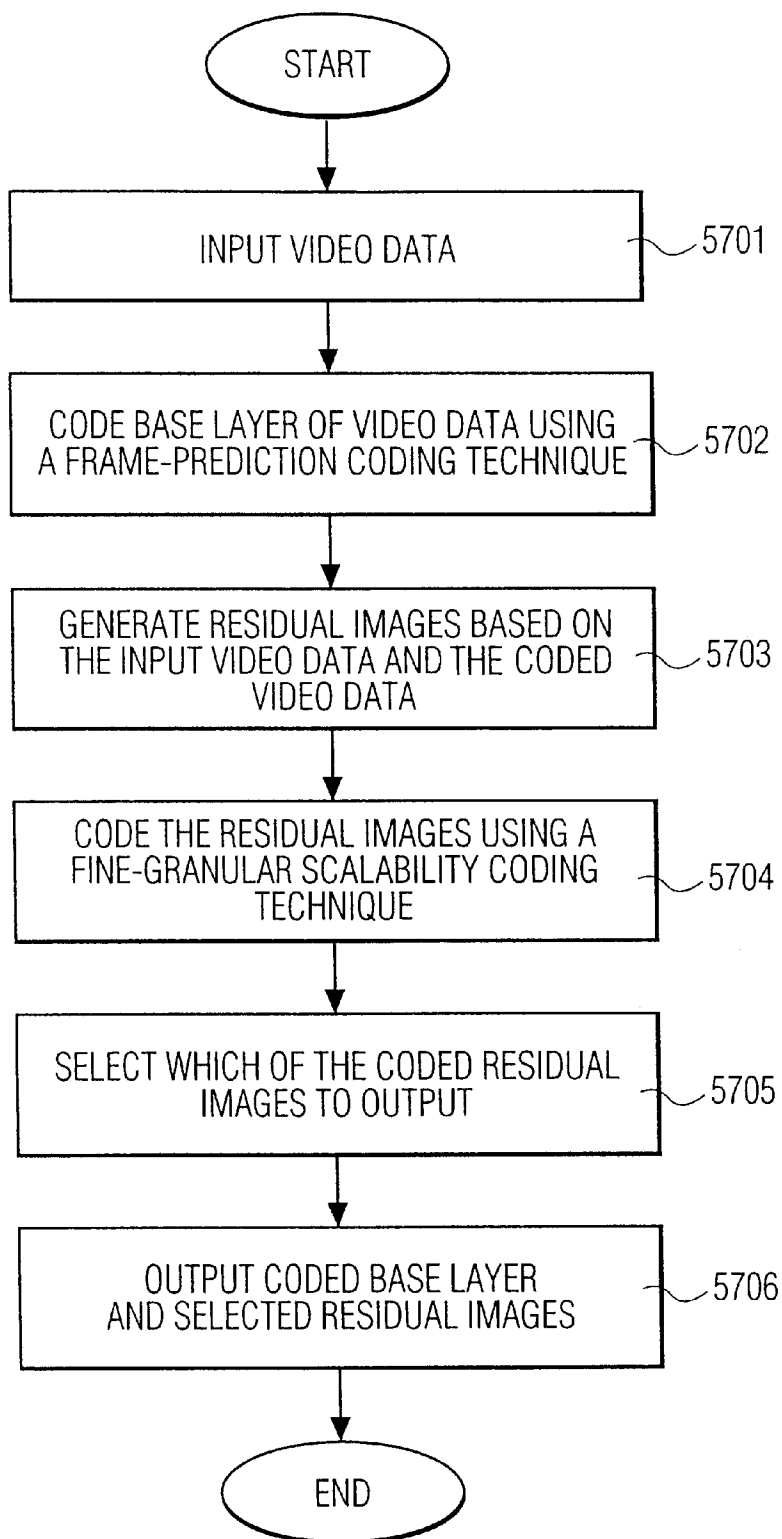 START
INPUT VIDEO DATA
5701
CODE BASE LAYER OF VIDEO DATA USING
A FRAME-PREDICTION CODING TECHNIQUE
5702
GENERATE RESIDUAL IMAGES BASED ON
THE INPUT VIDEO DATA AND THE CODED
VIDEO DATA
5703
CODE THE RESIDUAL IMAGES USING A
FINE-GRANULAR SCALABILITY CODING
TECHNIQUE
5704
SELECT WHICH OF THE CODED RESIDUAL
IMAGES TO OUTPUT
5705
OUTPUT CODED BASE LAYER
AND SELECTED RESIDUAL IMAGES
5706
END